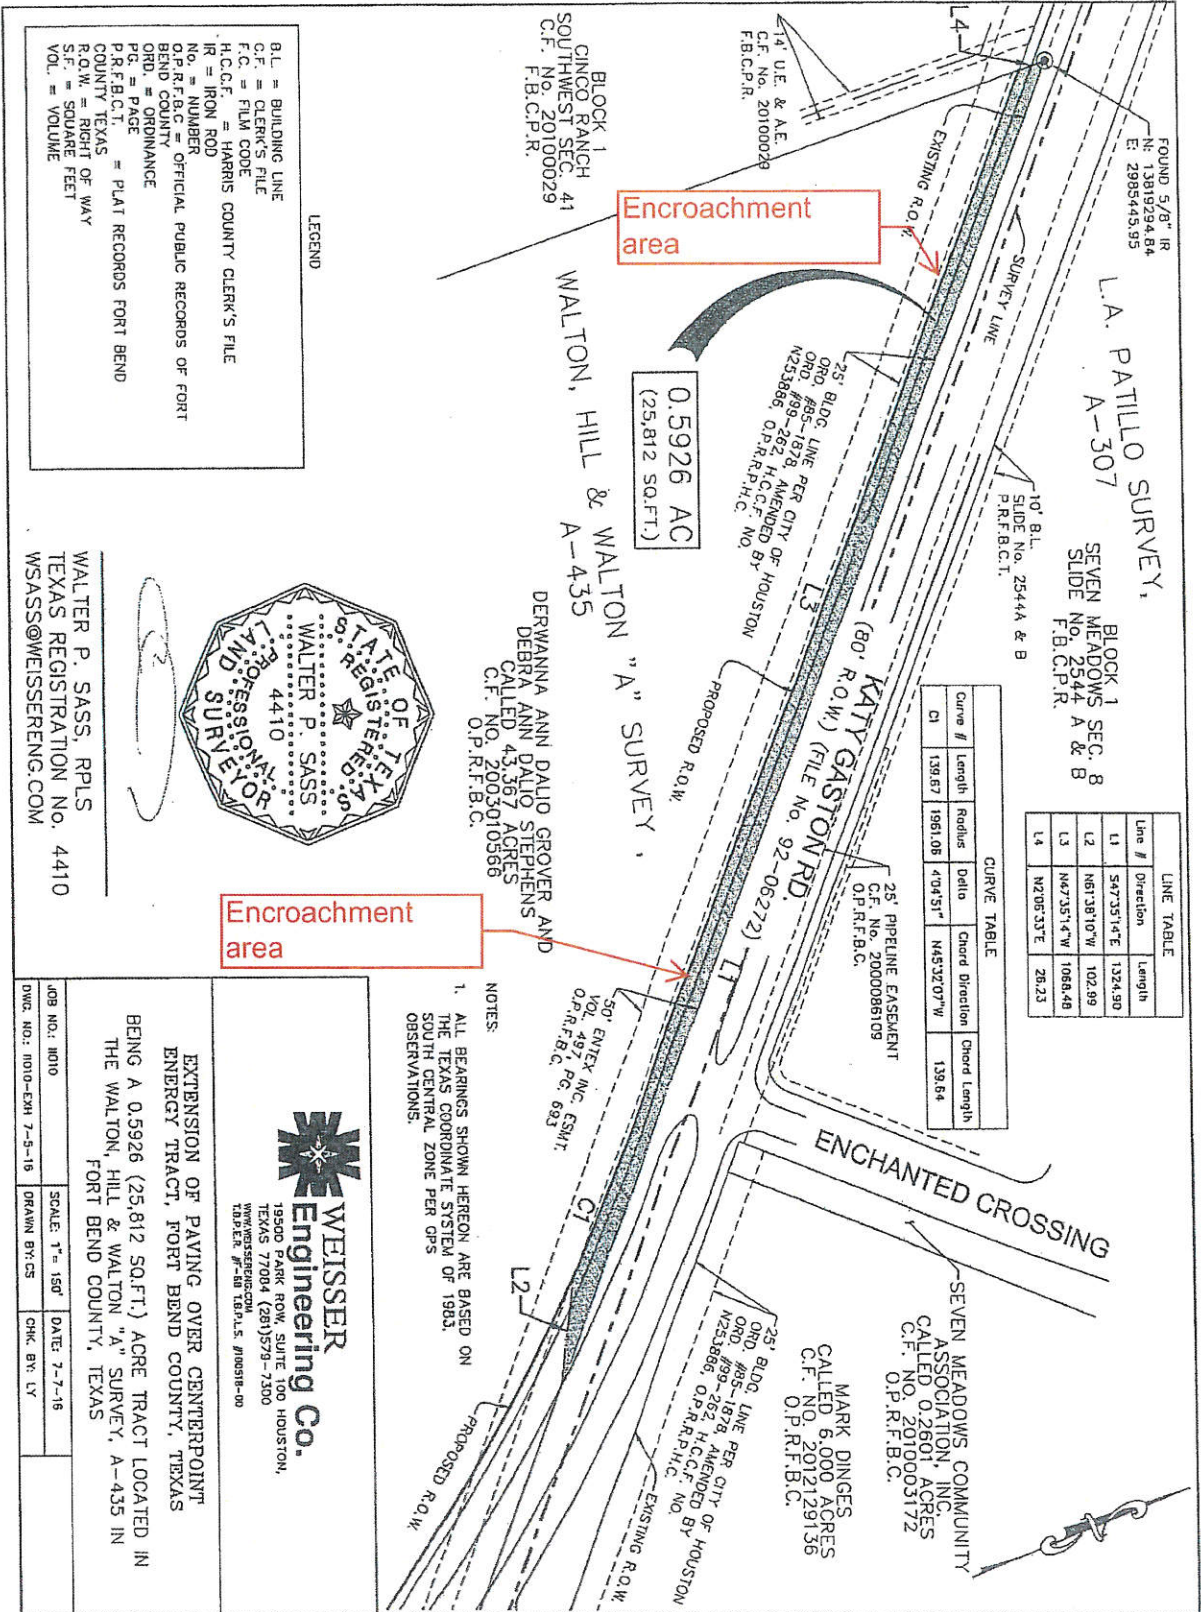 FOUND 5/8" IR
N: 13819294.84
E: 2985445.95
L.A. PATILLO SURVEY,
A-307
BLOCK 1
SEVEN MEADOWS SEC. 8
SLIDE No. 2544 A & B
F.B.C.P.R.
10' B.L.
SLIDE No. 2544A & B
P.R.F.B.C.T.
LINE TABLE
Line # Direction Length
L1 S47°35'14"E 1324.90
L2 N61°38'10"W 102.99
L3 N47°35'14"W 1068.48
L4 N2°06'33"E 26.23
CURVE TABLE
Curve # Length Radius Delta Chord Direction Chord Length
C1 139.67 1961.08 4°04'51" N45°32'07"W 139.64
L4
14' U.E. & A.E.
C.F. No. 20100029
F.B.C.P.R.
EXISTING R.O.W.
SURVEY LINE
BLOCK 1
CINCO RANCH
SOUTHWEST SEC. 41
C.F. No. 20100029
F.B.C.P.R.
Encroachment
area
25' BLDG. LINE PER CITY OF HOUSTON
ORD. #85-1878, AMENDED BY HOUSTON
ORD. #99-262, H.C.C.F. No.
N253886, O.P.R.R.P.H.C.
0.5926 AC
(25,812 SQ.FT.)
WALTON, HILL & WALTON "A" SURVEY,
A-435
L3
KATY GASTON RD.
(80' R.O.W.) (FILE No. 92-06272)
PROPOSED R.O.W.
25' PIPELINE EASEMENT
C.F. No. 2000086109
O.P.R.F.B.C.
L1
ENCHANTED CROSSING
SEVEN MEADOWS COMMUNITY
ASSOCIATION, INC.
CALLED 0.2601 ACRES
C.F. NO. 2010003172
O.P.R.F.B.C.
MARK DINGES
CALLED 6.000 ACRES
C.F. NO. 2012129136
O.P.R.F.B.C.
25' BLDG. LINE PER CITY OF HOUSTON
ORD. #85-1878, AMENDED BY HOUSTON
ORD. #99-262, H.C.C.F. No.
N253886, O.P.R.R.P.H.C.
EXISTING R.O.W.
DERWANNA ANN DALIO GROVER AND
DEBRA ANN DALIO STEPHENS
CALLED 43.367 ACRES
C.F. NO. 2003010566
O.P.R.F.B.C.
Encroachment
area
50' ENTEX INC. ESMT.
VOL. 497, PG. 693
O.P.R.F.B.C.
C1
L2
PROPOSED R.O.W.
NOTES:
1. ALL BEARINGS SHOWN HEREON ARE BASED ON
THE TEXAS COORDINATE SYSTEM OF 1983,
SOUTH CENTRAL ZONE PER GPS
OBSERVATIONS.
LEGEND
B.L. = BUILDING LINE
C.F. = CLERK'S FILE
F.C. = FILM CODE
H.C.C.F. = HARRIS COUNTY CLERK'S FILE
IR = IRON ROD
No. = NUMBER
O.P.R.F.B.C = OFFICIAL PUBLIC RECORDS OF FORT
BEND COUNTY
ORD. = ORDINANCE
PG. = PAGE
P.R.F.B.C.T. = PLAT RECORDS FORT BEND
COUNTY TEXAS
R.O.W. = RIGHT OF WAY
S.F. = SQUARE FEET
VOL. = VOLUME
STATE OF TEXAS
REGISTERED
WALTER P. SASS
4410
PROFESSIONAL
LAND SURVEYOR
WALTER P. SASS, RPLS
TEXAS REGISTRATION No. 4410
WSASS@WEISSERENG.COM
WEISSER
Engineering Co.
19500 PARK ROW, SUITE 100 HOUSTON,
TEXAS 77084 (281)579-7300
WWW.WEISSERENG.COM
T.B.P.E.R. #F-68 T.B.P.L.S. #100518-00
EXTENSION OF PAVING OVER CENTERPOINT
ENERGY TRACT, FORT BEND COUNTY, TEXAS
BEING A 0.5926 (25,812 SQ.FT.) ACRE TRACT LOCATED IN
THE WALTON, HILL & WALTON "A" SURVEY, A-435 IN
FORT BEND COUNTY, TEXAS
JOB NO.: II010 SCALE: 1"= 150' DATE: 7-7-16
DWG. NO.: II010-EXH 7-5-16 DRAWN BY:CS CHK. BY: LY